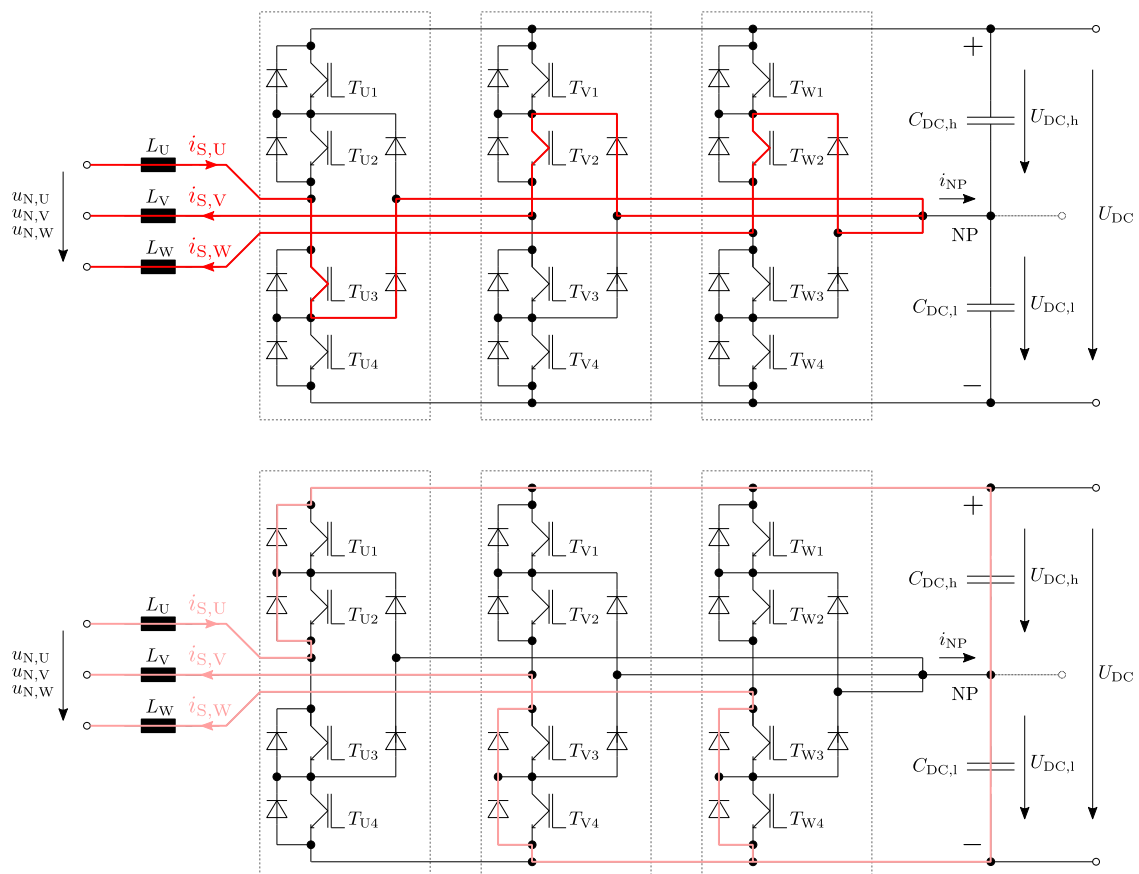 +
T_U1 T_V1 T_W1
C_DC,h U_DC,h
L_U i_S,U T_U2 T_V2 T_W2
i_NP
L_V i_S,V
u_N,U
u_N,V
u_N,W
U_DC
NP
L_W i_S,W
T_U3 T_V3 T_W3
C_DC,l U_DC,l
T_U4 T_V4 T_W4
−
+
T_U1 T_V1 T_W1
C_DC,h U_DC,h
L_U i_S,U T_U2 T_V2 T_W2
i_NP
L_V i_S,V
u_N,U
u_N,V
u_N,W
U_DC
NP
L_W i_S,W
T_U3 T_V3 T_W3
C_DC,l U_DC,l
T_U4 T_V4 T_W4
−